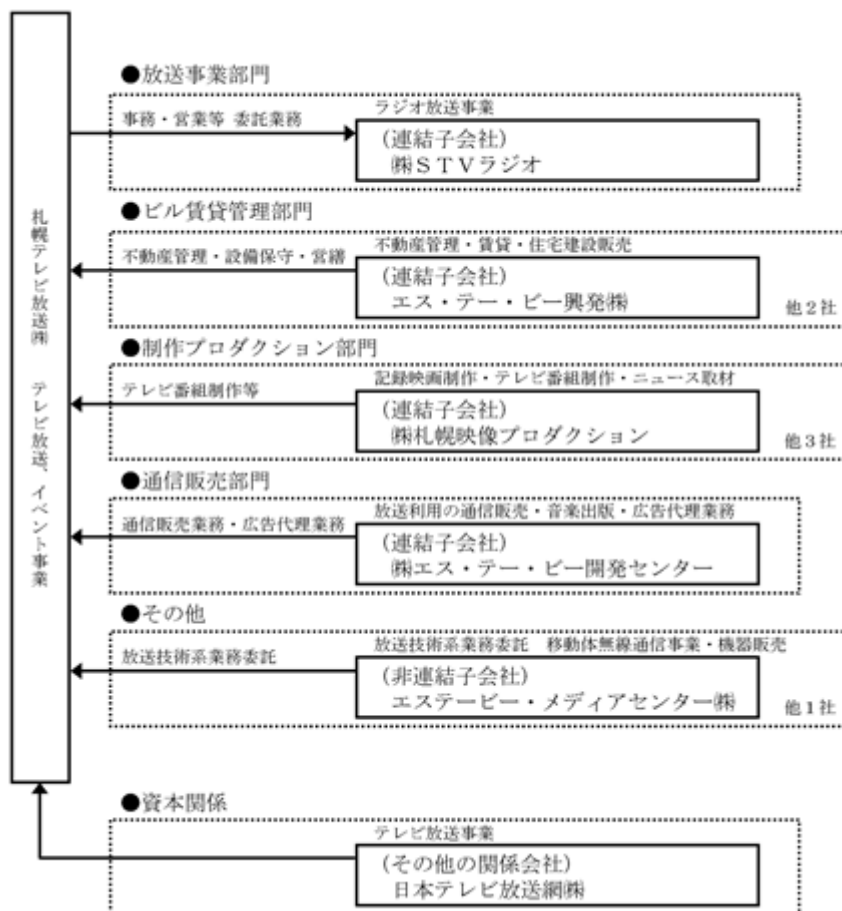 札幌テレビ放送㈱　テレビ放送、イベント事業
●放送事業部門
事務・営業等 委託業務
ラジオ放送事業
(連結子会社)
㈱ＳＴＶラジオ
●ビル賃貸管理部門
不動産管理・設備保守・営繕
不動産管理・賃貸・住宅建設販売
(連結子会社)
エス・テー・ビー興発㈱
他２社
●制作プロダクション部門
テレビ番組制作等
記録映画制作・テレビ番組制作・ニュース取材
(連結子会社)
㈱札幌映像プロダクション
他３社
●通信販売部門
通信販売業務・広告代理業務
放送利用の通信販売・音楽出版・広告代理業務
(連結子会社)
㈱エス・テー・ビー開発センター
●その他
放送技術系業務委託
放送技術系業務委託　移動体無線通信事業・機器販売
(非連結子会社)
エステービー・メディアセンター㈱
他１社
●資本関係
テレビ放送事業
(その他の関係会社)
日本テレビ放送網㈱